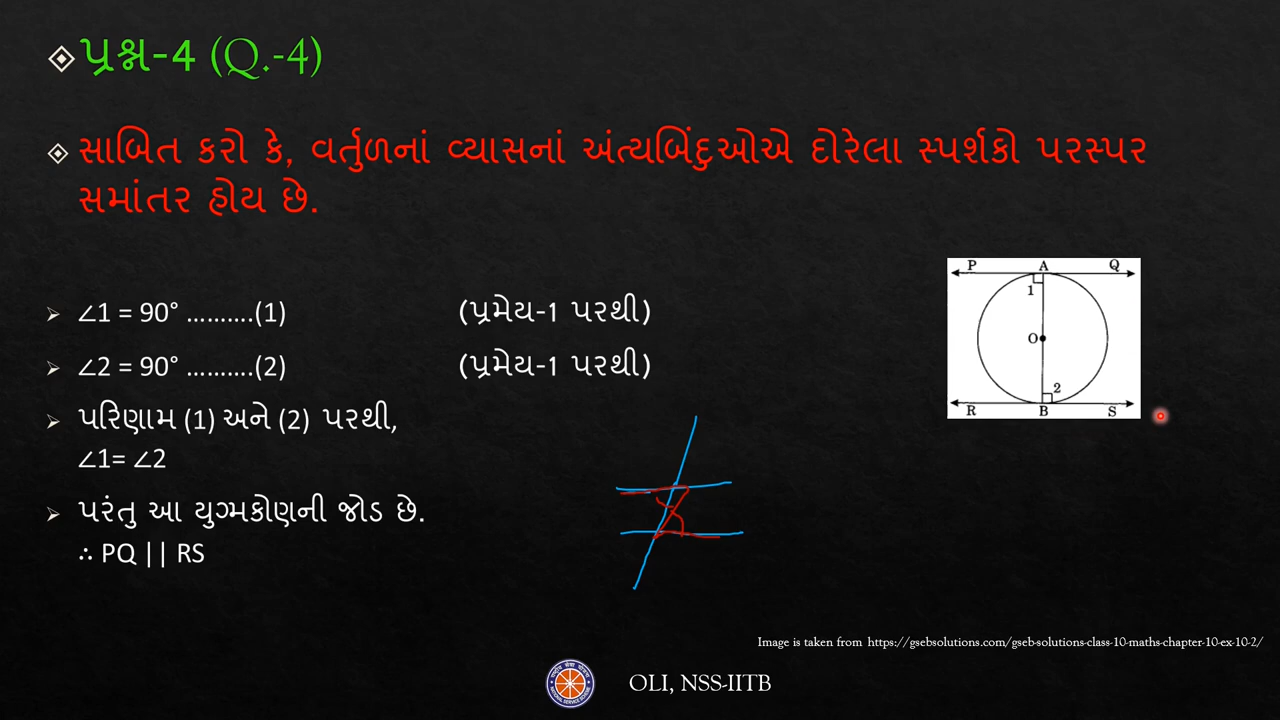 પ્રશ્ન-4 (Q.-4)
સાબિત કરો કે, વર્તુળનાં વ્યાસનાં અંત્યબિંદુઓએ દોરેલા સ્પર્શકો પરસ્પર
સમાંતર હોય છે.
∠1 = 90° ..........(1) (પ્રમેય-1 પરથી)
∠2 = 90° ..........(2) (પ્રમેય-1 પરથી)
પરિણામ (1) અને (2) પરથી,
∠1= ∠2
પરંતુ આ યુગ્મકોણની જોડ છે.
∴ PQ || RS
P A Q
1
O
2
R B S
Image is taken from https://gsebsolutions.com/gseb-solutions-class-10-maths-chapter-10-ex-10-2/
OLI, NSS-IITB